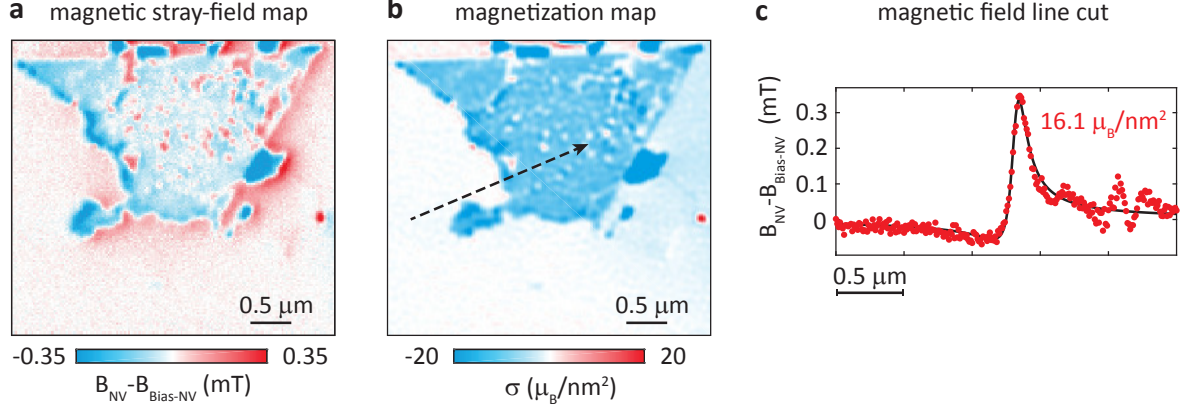 a magnetic stray-field map
0.5 μm
-0.35 0.35
B_NV-B_Bias-NV (mT)
b magnetization map
0.5 μm
-20 20
σ (μ_B/nm²)
c magnetic field line cut
B_NV-B_Bias-NV (mT)
0.3
0.2
0.1
0
16.1 μ_B/nm²
0.5 μm